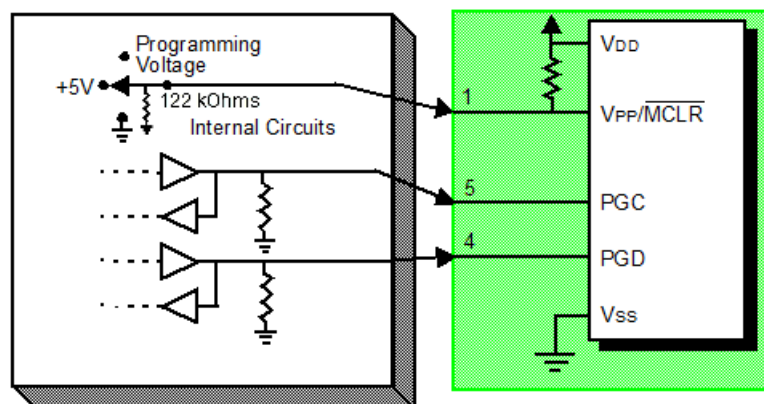 Programming
Voltage
+5V
122 kOhms
Internal Circuits
1
5
4
VDD
VPP/MCLR
PGC
PGD
VSS